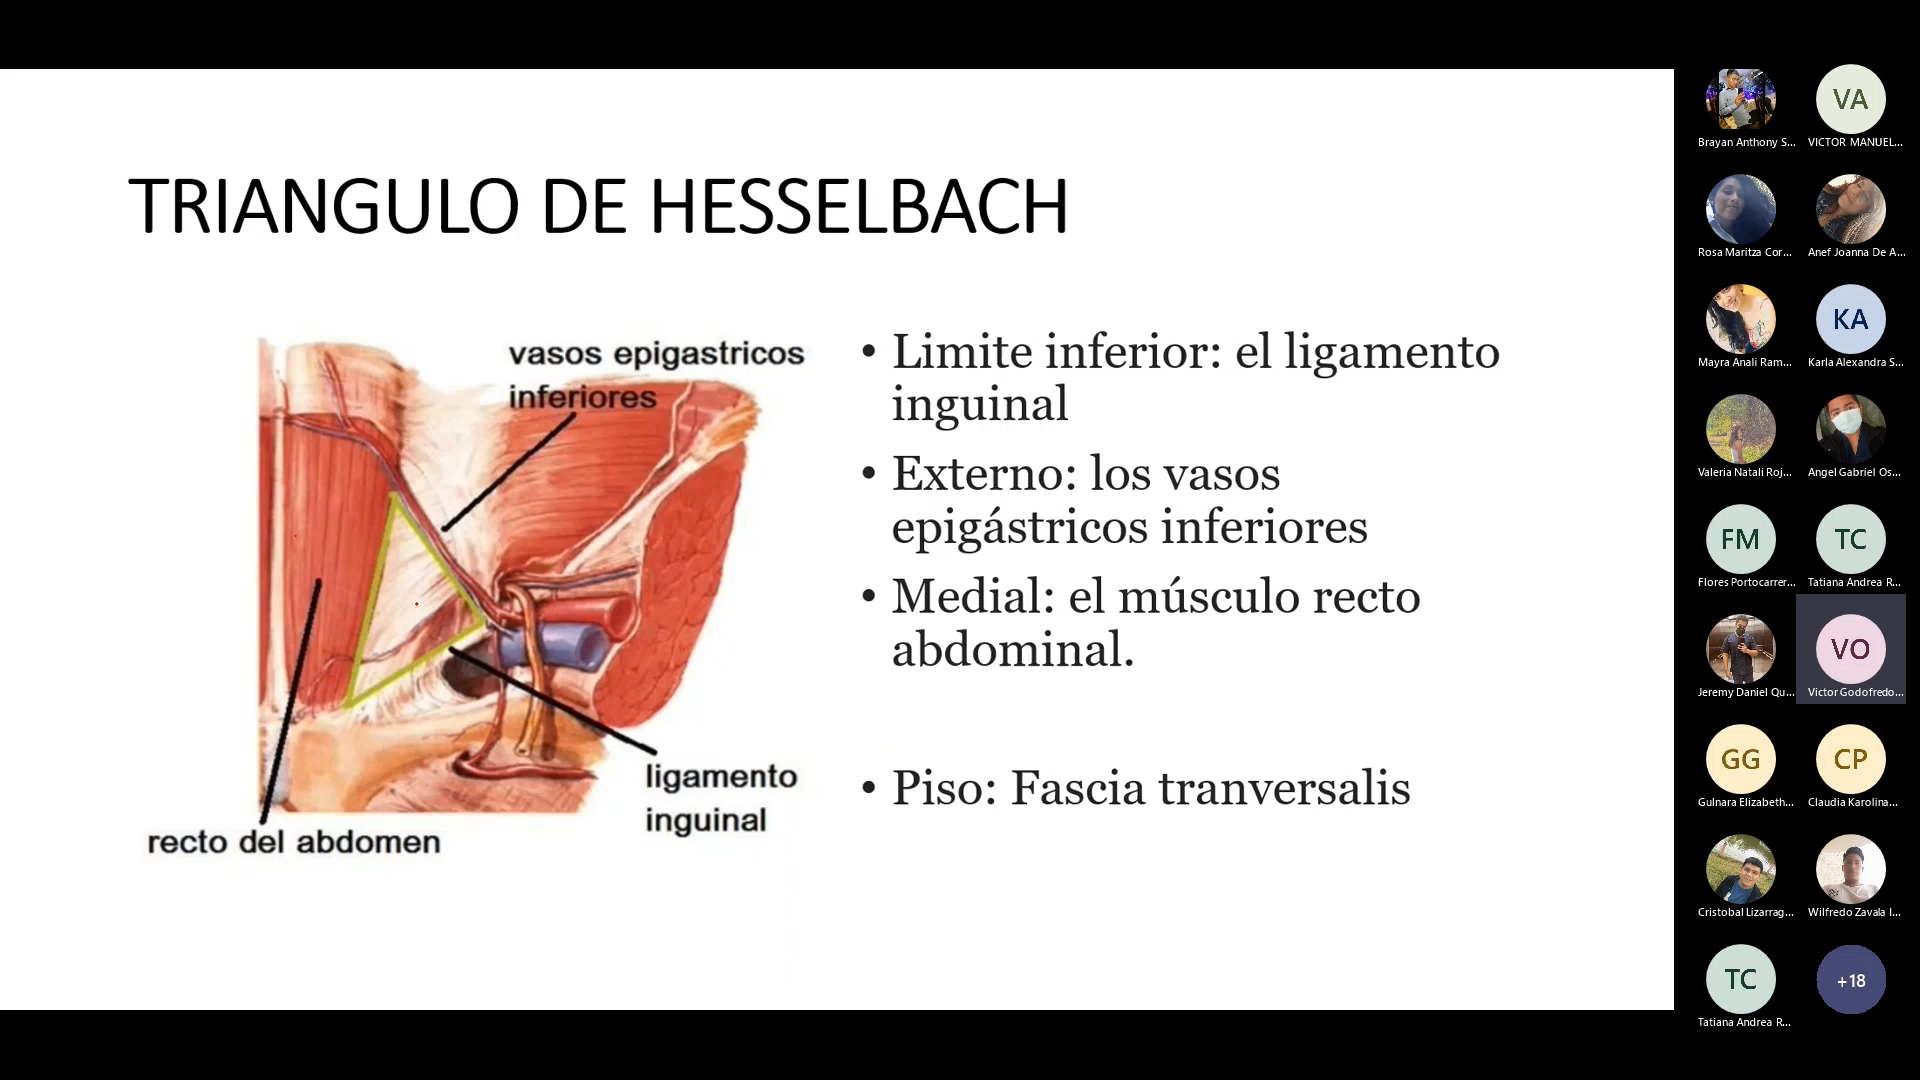 TRIANGULO DE HESSELBACH
vasos epigastricos
inferiores
ligamento
inguinal
recto del abdomen
• Limite inferior: el ligamento
inguinal
• Externo: los vasos
epigástricos inferiores
• Medial: el músculo recto
abdominal.
• Piso: Fascia tranversalis
Brayan Anthony S...
VA
VICTOR MANUEL...
Rosa Maritza Cor...
Anef Joanna De A...
Mayra Anali Ram...
KA
Karla Alexandra S...
Valeria Natali Roj...
Angel Gabriel Os...
FM
Flores Portocarrer...
TC
Tatiana Andrea R...
Jeremy Daniel Qu...
VO
Victor Godofredo...
GG
Gulnara Elizabeth...
CP
Claudia Karolina...
Cristobal Lizarrag...
Wilfredo Zavala I...
TC
Tatiana Andrea R...
+18